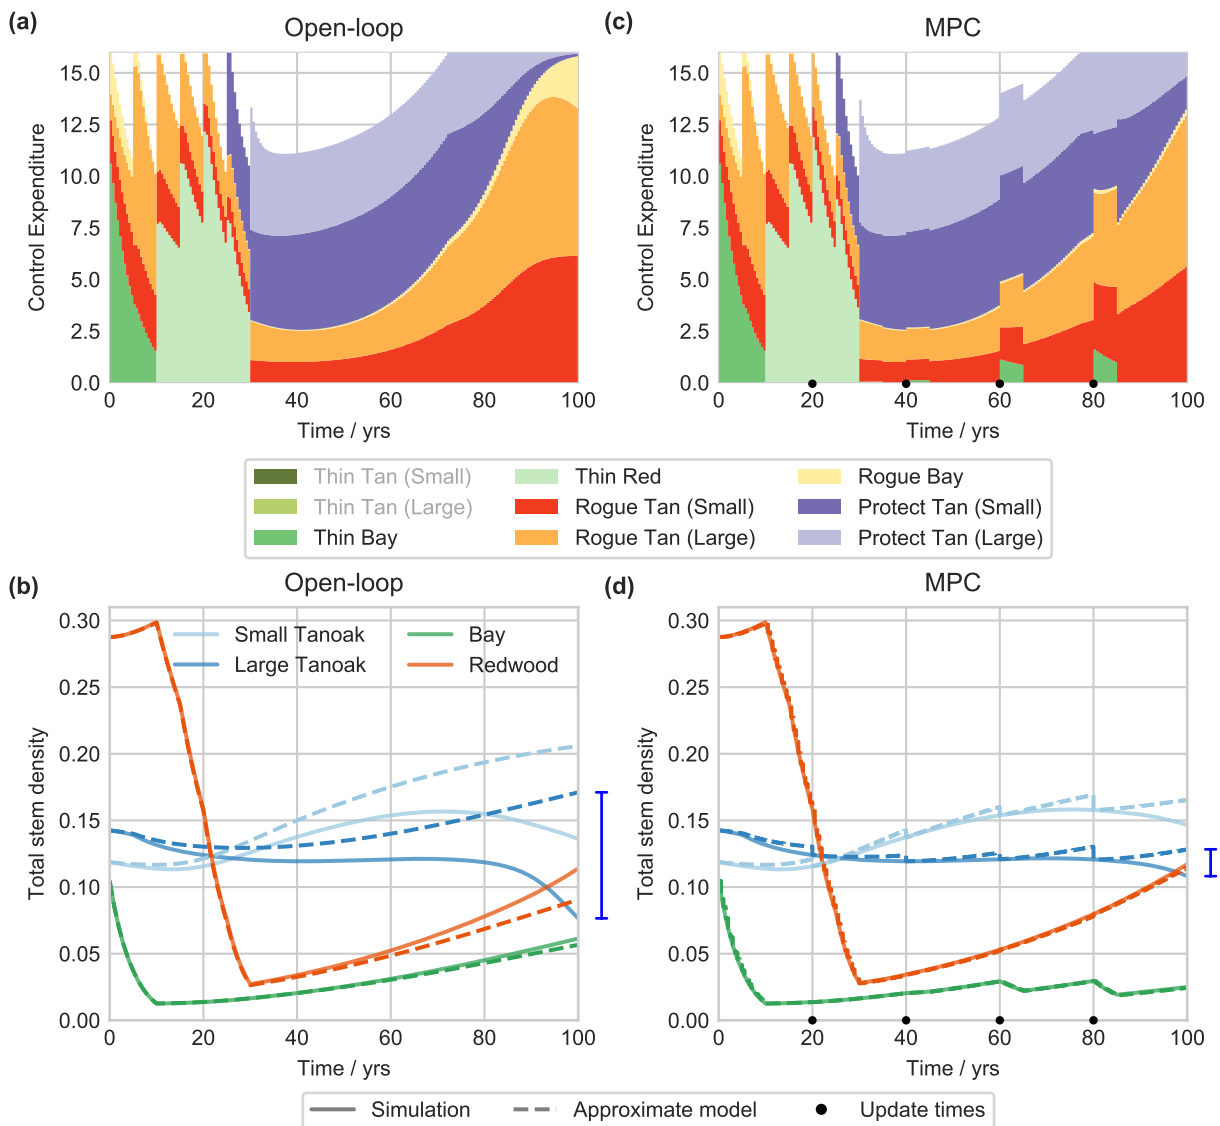 (a)
Open-loop
(c)
MPC
Control Expenditure
15.0
12.5
10.0
7.5
5.0
2.5
0.0
0 20 40 60 80 100
Time / yrs
Control Expenditure
15.0
12.5
10.0
7.5
5.0
2.5
0.0
0 20 40 60 80 100
Time / yrs
Thin Tan (Small)
Thin Tan (Large)
Thin Bay
Thin Red
Rogue Tan (Small)
Rogue Tan (Large)
Rogue Bay
Protect Tan (Small)
Protect Tan (Large)
(b)
Open-loop
(d)
MPC
Total stem density
0.30
0.25
0.20
0.15
0.10
0.05
0.00
Small Tanoak
Large Tanoak
Bay
Redwood
0 20 40 60 80 100
Time / yrs
Total stem density
0.30
0.25
0.20
0.15
0.10
0.05
0.00
0 20 40 60 80 100
Time / yrs
Simulation
Approximate model
Update times